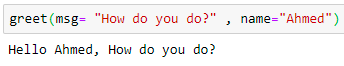 greet(msg= "How do you do?" , name="Ahmed")
Hello Ahmed, How do you do?